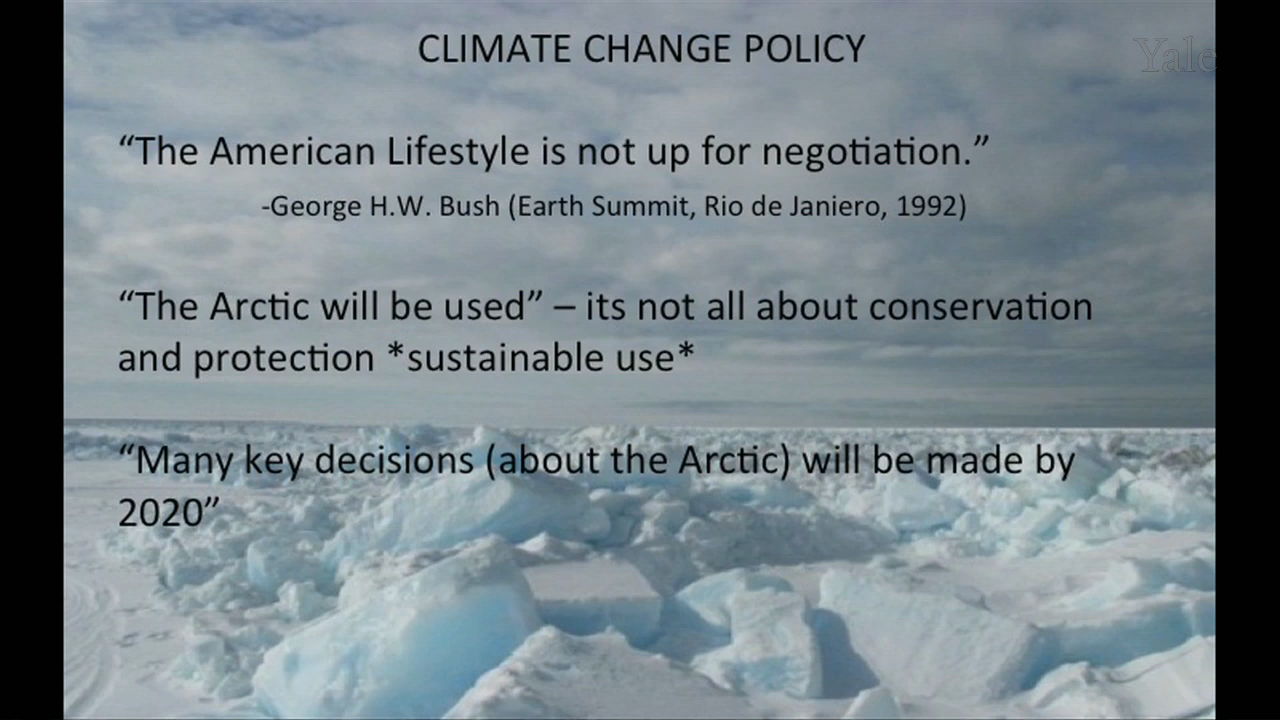 CLIMATE CHANGE POLICY
Yale
“The American Lifestyle is not up for negotiation.”
-George H.W. Bush (Earth Summit, Rio de Janiero, 1992)
“The Arctic will be used” – its not all about conservation
and protection *sustainable use*
“Many key decisions (about the Arctic) will be made by
2020”